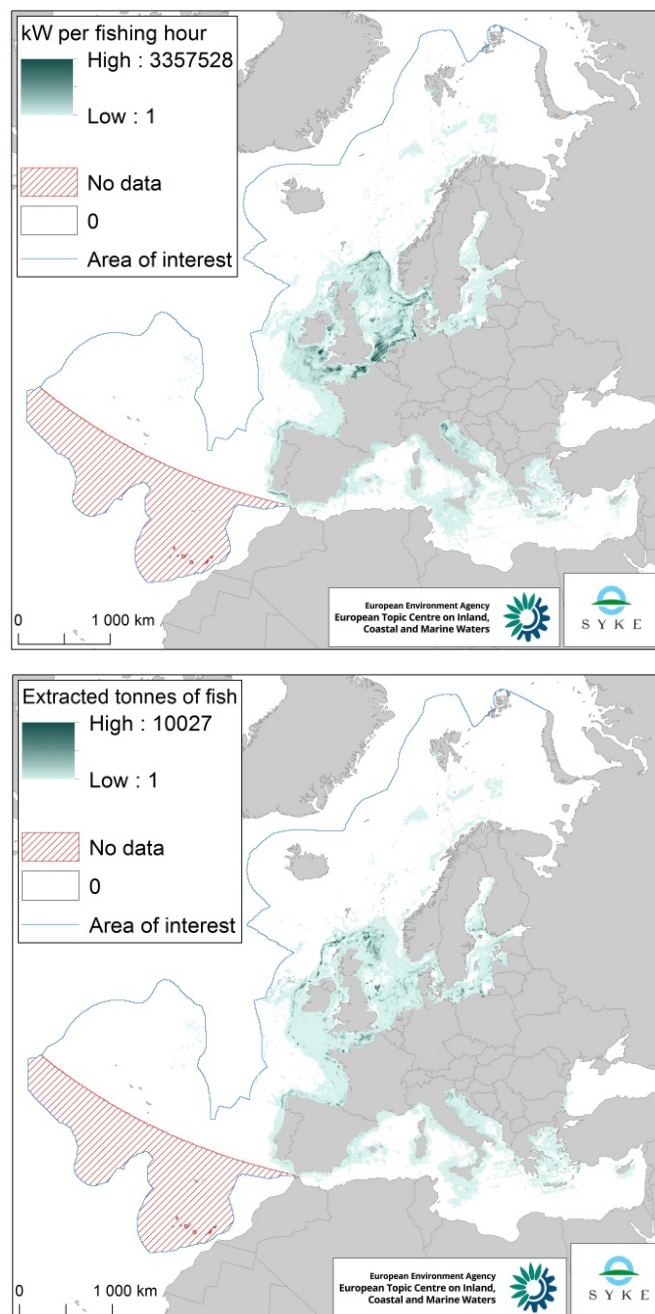 kW per fishing hour
High : 3357528
Low : 1
No data
0
Area of interest
0
1 000 km
European Environment Agency
European Topic Centre on Inland,
Coastal and Marine Waters
SYKE
Extracted tonnes of fish
High : 10027
Low : 1
No data
0
Area of interest
0
1 000 km
European Environment Agency
European Topic Centre on Inland,
Coastal and Marine Waters
SYKE